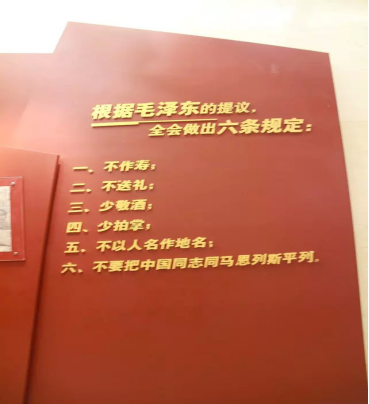 根据毛泽东的提议，
全会做出六条规定：
一、不作寿；
二、不送礼；
三、少敬酒；
四、少拍掌；
五、不以人名作地名；
六、不要把中国同志同马恩列斯平列。